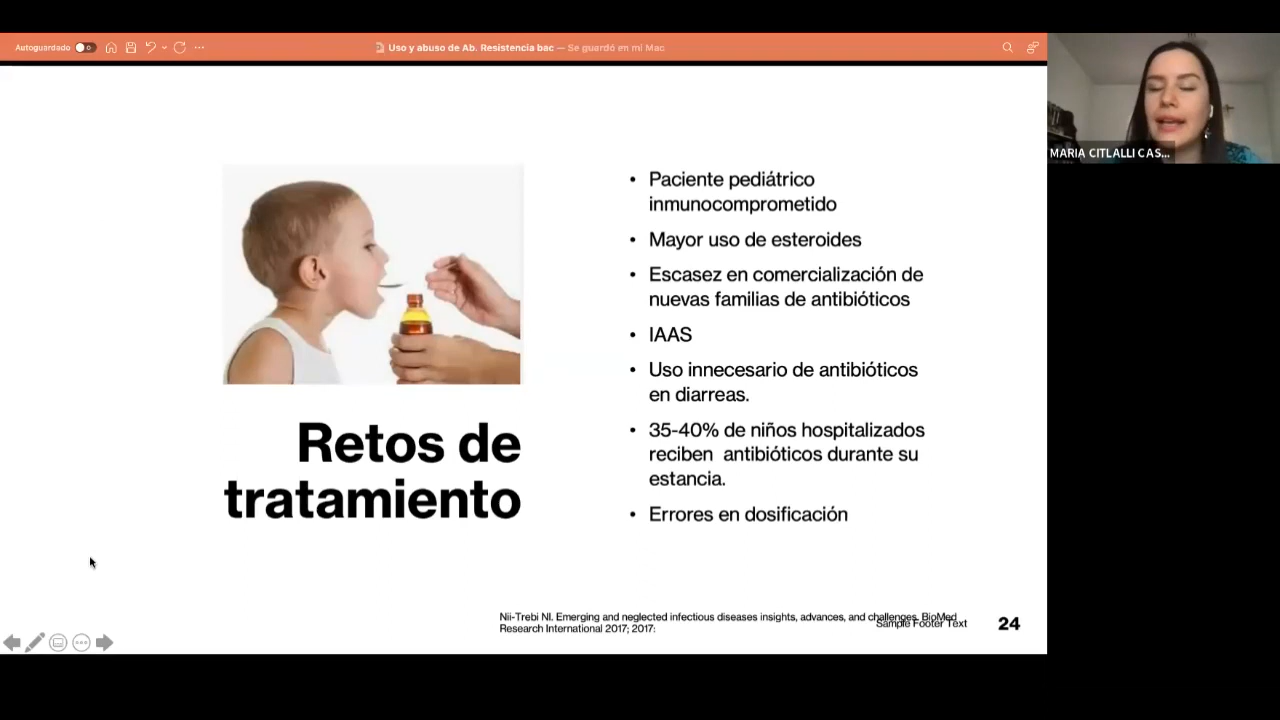 Autoguardado
Uso y abuso de Ab. Resistencia bac — Se guardó en mi Mac
MARIA CITLALLI CAS...
• Paciente pediátrico
inmunocomprometido
• Mayor uso de esteroides
• Escasez en comercialización de
nuevas familias de antibióticos
• IAAS
• Uso innecesario de antibióticos
en diarreas.
• 35-40% de niños hospitalizados
reciben antibióticos durante su
estancia.
• Errores en dosificación
Retos de
tratamiento
Nii-Trebi NI. Emerging and neglected infectious diseases insights, advances, and challenges. BioMed
Research International 2017; 2017:
Sample Footer Text
24